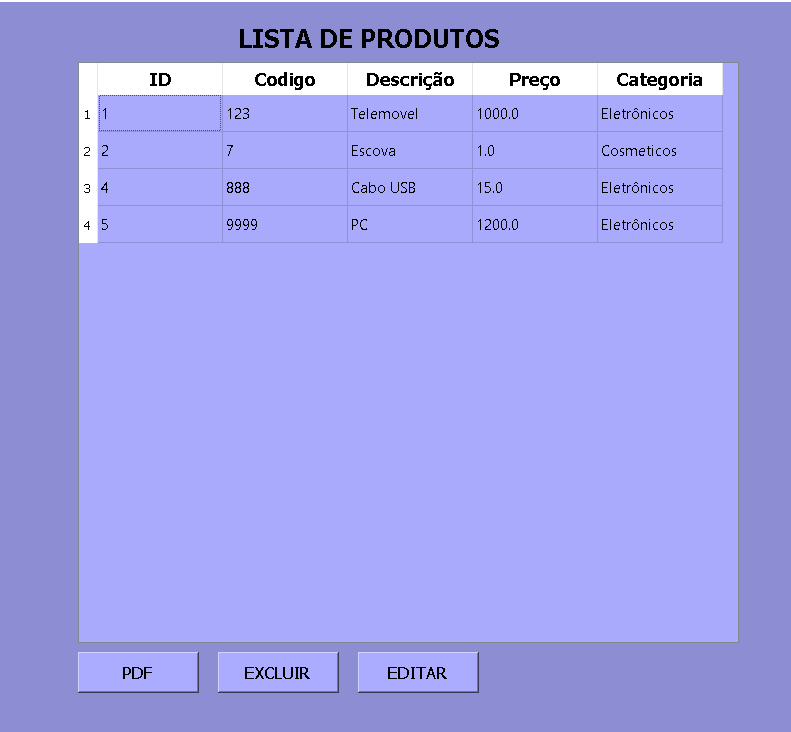 LISTA DE PRODUTOS
ID Codigo Descrição Preço Categoria
1 1 123 Telemovel 1000.0 Eletrônicos
2 2 7 Escova 1.0 Cosmeticos
3 4 888 Cabo USB 15.0 Eletrônicos
4 5 9999 PC 1200.0 Eletrônicos
PDF EXCLUIR EDITAR